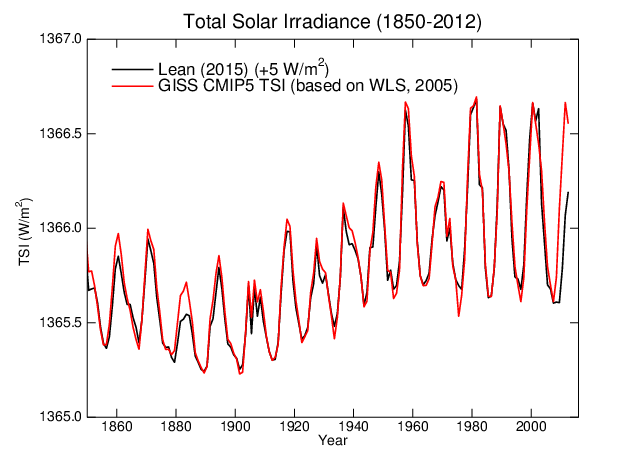 Total Solar Irradiance (1850-2012)
1367.0
Lean (2015) (+5 W/m²)
GISS CMIP5 TSI (based on WLS, 2005)
1366.5
1366.0
TSI (W/m²)
1365.5
1365.0
1860 1880 1900 1920 1940 1960 1980 2000
Year